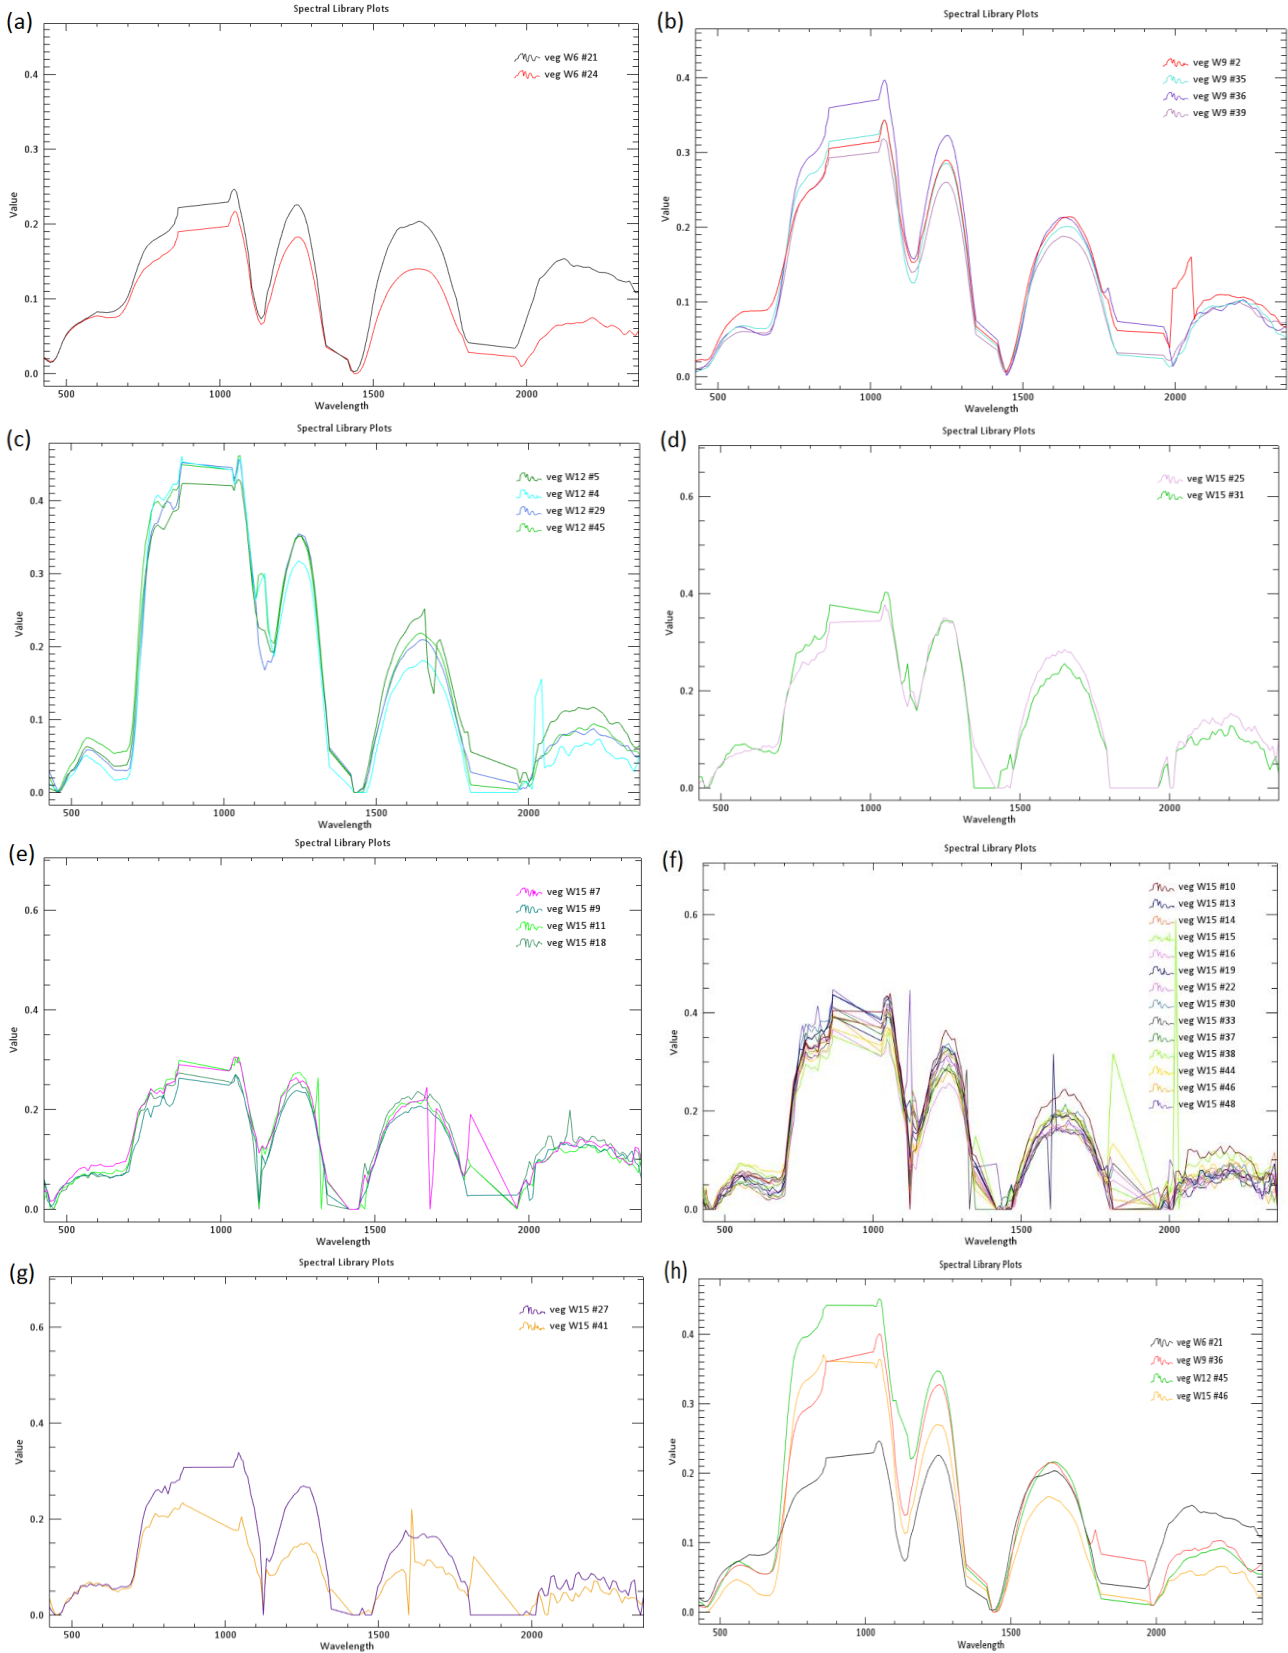 (a)
Spectral Library Plots
veg W6 #21
veg W6 #24
0.4
0.3
0.2
0.1
0.0
Value
500
1000
1500
2000
Wavelength
(b)
Spectral Library Plots
veg W9 #2
veg W9 #35
veg W9 #36
veg W9 #39
0.4
0.3
0.2
0.1
0.0
Value
500
1000
1500
2000
Wavelength
(c)
Spectral Library Plots
veg W12 #5
veg W12 #4
veg W12 #29
veg W12 #45
0.4
0.3
0.2
0.1
0.0
Value
500
1000
1500
2000
Wavelength
(d)
Spectral Library Plots
veg W15 #25
veg W15 #31
0.6
0.4
0.2
0.0
Value
500
1000
1500
2000
Wavelength
(e)
Spectral Library Plots
veg W15 #7
veg W15 #9
veg W15 #11
veg W15 #18
0.6
0.4
0.2
0.0
Value
500
1000
1500
2000
Wavelength
(f)
Spectral Library Plots
veg W15 #10
veg W15 #13
veg W15 #14
veg W15 #15
veg W15 #16
veg W15 #19
veg W15 #22
veg W15 #30
veg W15 #33
veg W15 #37
veg W15 #38
veg W15 #44
veg W15 #46
veg W15 #48
0.6
0.4
0.2
0.0
Value
500
1000
1500
2000
Wavelength
(g)
Spectral Library Plots
veg W15 #27
veg W15 #41
0.6
0.4
0.2
0.0
Value
500
1000
1500
2000
Wavelength
(h)
Spectral Library Plots
veg W6 #21
veg W9 #36
veg W12 #45
veg W15 #46
0.4
0.3
0.2
0.1
0.0
Value
500
1000
1500
2000
Wavelength